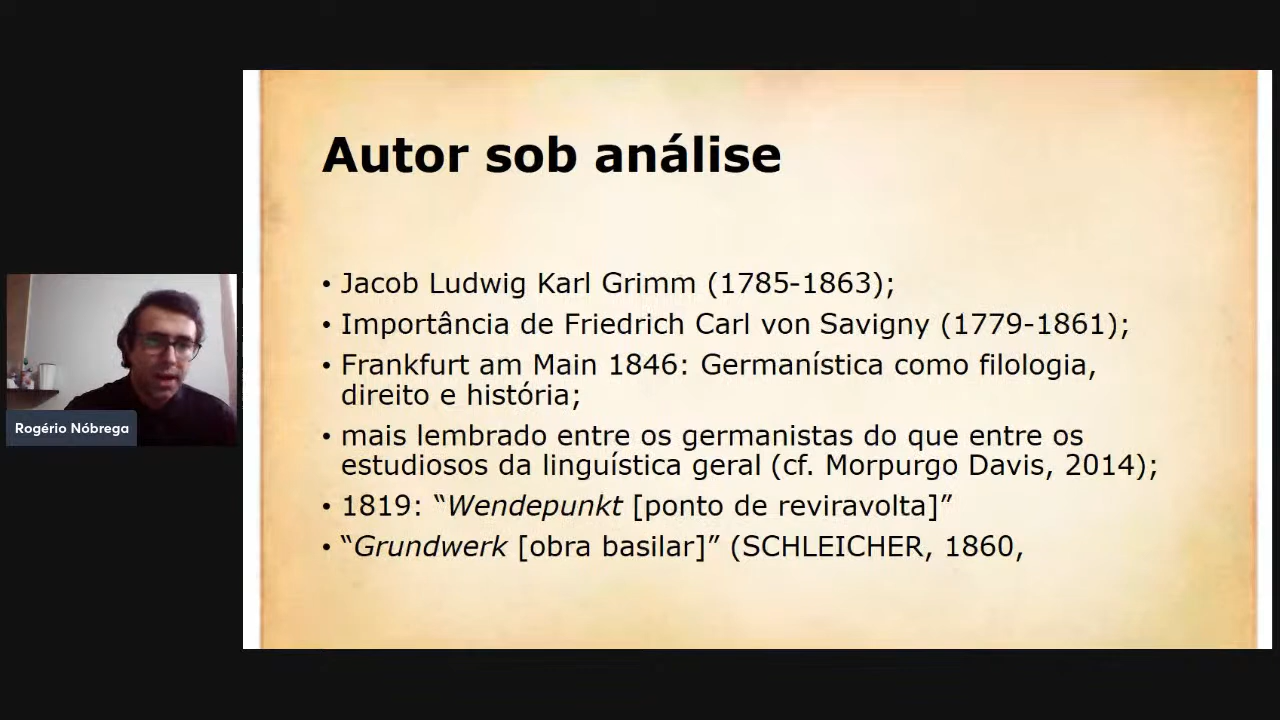 Autor sob análise
• Jacob Ludwig Karl Grimm (1785-1863);
• Importância de Friedrich Carl von Savigny (1779-1861);
• Frankfurt am Main 1846: Germanística como filologia,
direito e história;
• mais lembrado entre os germanistas do que entre os
estudiosos da linguística geral (cf. Morpurgo Davis, 2014);
• 1819: “Wendepunkt [ponto de reviravolta]”
• “Grundwerk [obra basilar]” (SCHLEICHER, 1860,
Rogério Nóbrega